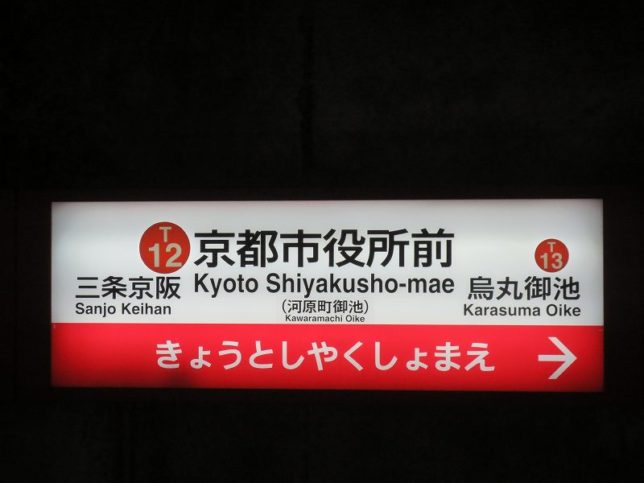 T
12
京都市役所前
T
13
三条京阪
Kyoto Shiyakusho-mae
烏丸御池
Sanjo Keihan
(河原町御池)
Karasuma Oike
Kawaramachi Oike
きょうとしやくしょまえ